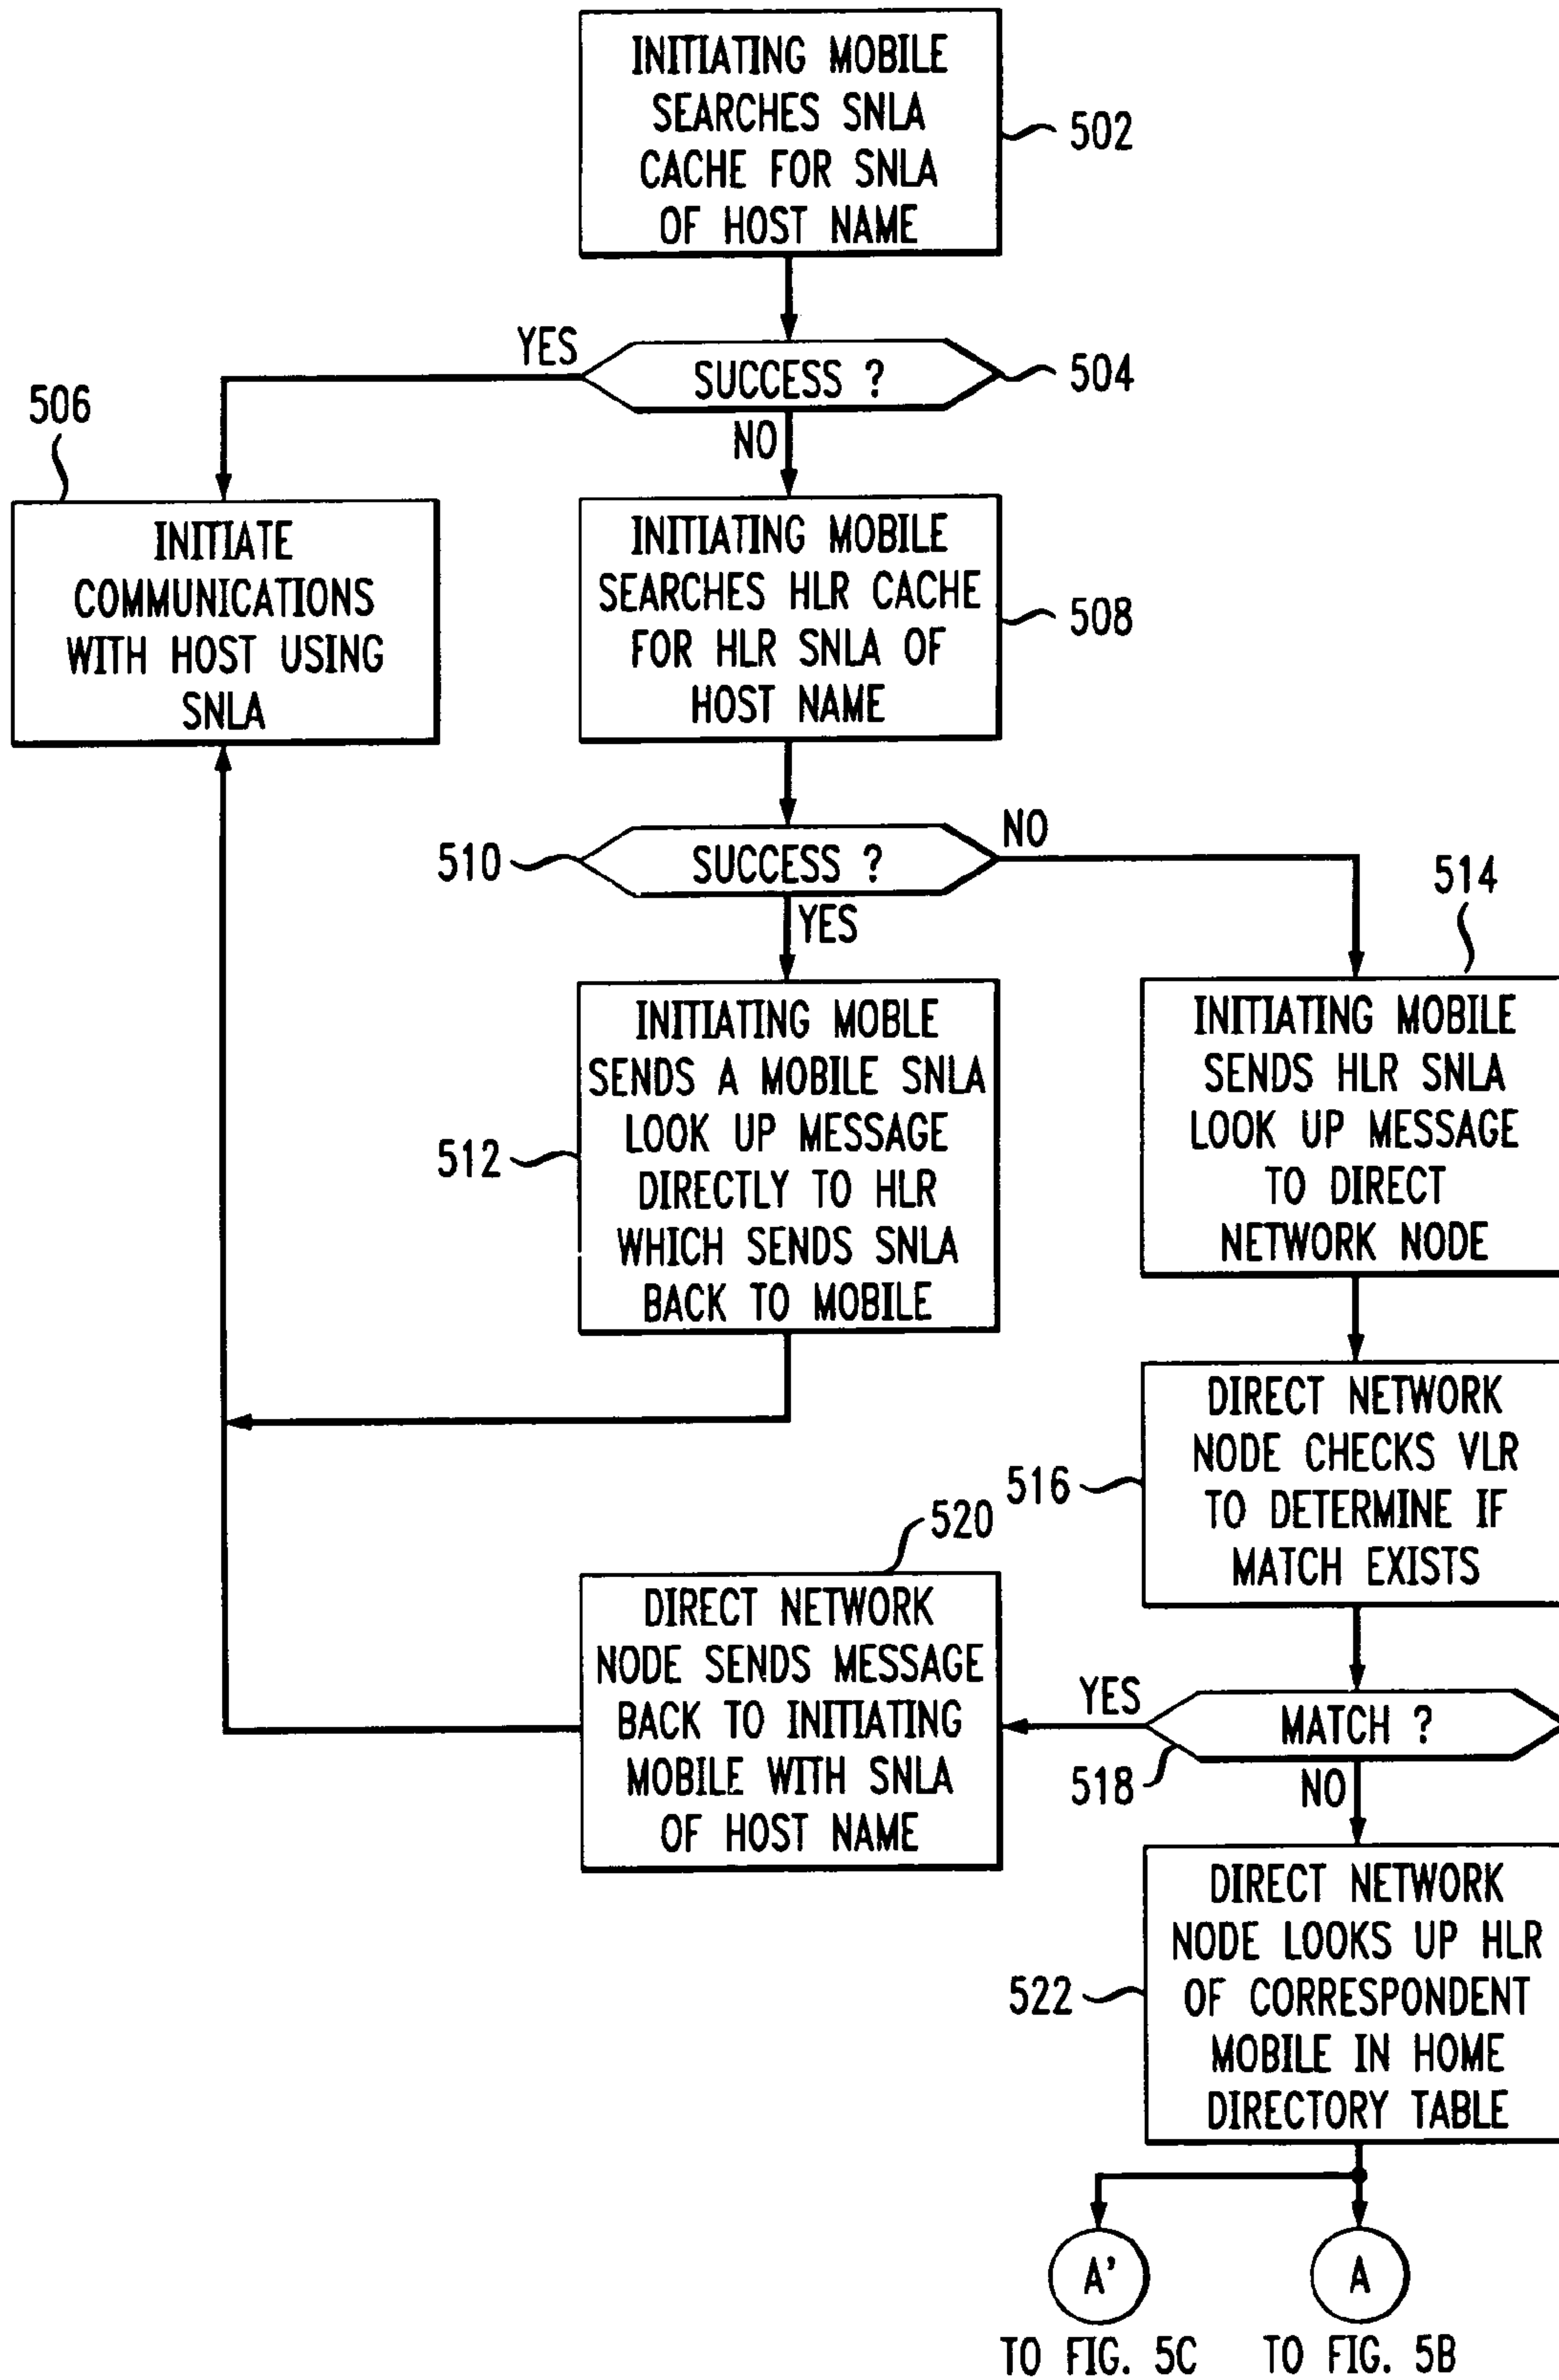 INITIATING MOBILE
SEARCHES SNLA
CACHE FOR SNLA
OF HOST NAME
502
YES
SUCCESS ?
504
NO
506
INITIATE
COMMUNICATIONS
WITH HOST USING
SNLA
INITIATING MOBILE
SEARCHES HLR CACHE
FOR HLR SNLA OF
HOST NAME
508
510
SUCCESS ?
NO
YES
514
INITIATING MOBLE
SENDS A MOBILE SNLA
LOOK UP MESSAGE
DIRECTLY TO HLR
WHICH SENDS SNLA
BACK TO MOBILE
512
INITIATING MOBILE
SENDS HLR SNLA
LOOK UP MESSAGE
TO DIRECT
NETWORK NODE
DIRECT NETWORK
NODE CHECKS VLR
TO DETERMINE IF
MATCH EXISTS
516
520
DIRECT NETWORK
NODE SENDS MESSAGE
BACK TO INITIATING
MOBILE WITH SNLA
OF HOST NAME
YES
MATCH ?
518
NO
DIRECT NETWORK
NODE LOOKS UP HLR
OF CORRESPONDENT
MOBILE IN HOME
DIRECTORY TABLE
522
A'
A
TO FIG. 5C
TO FIG. 5B